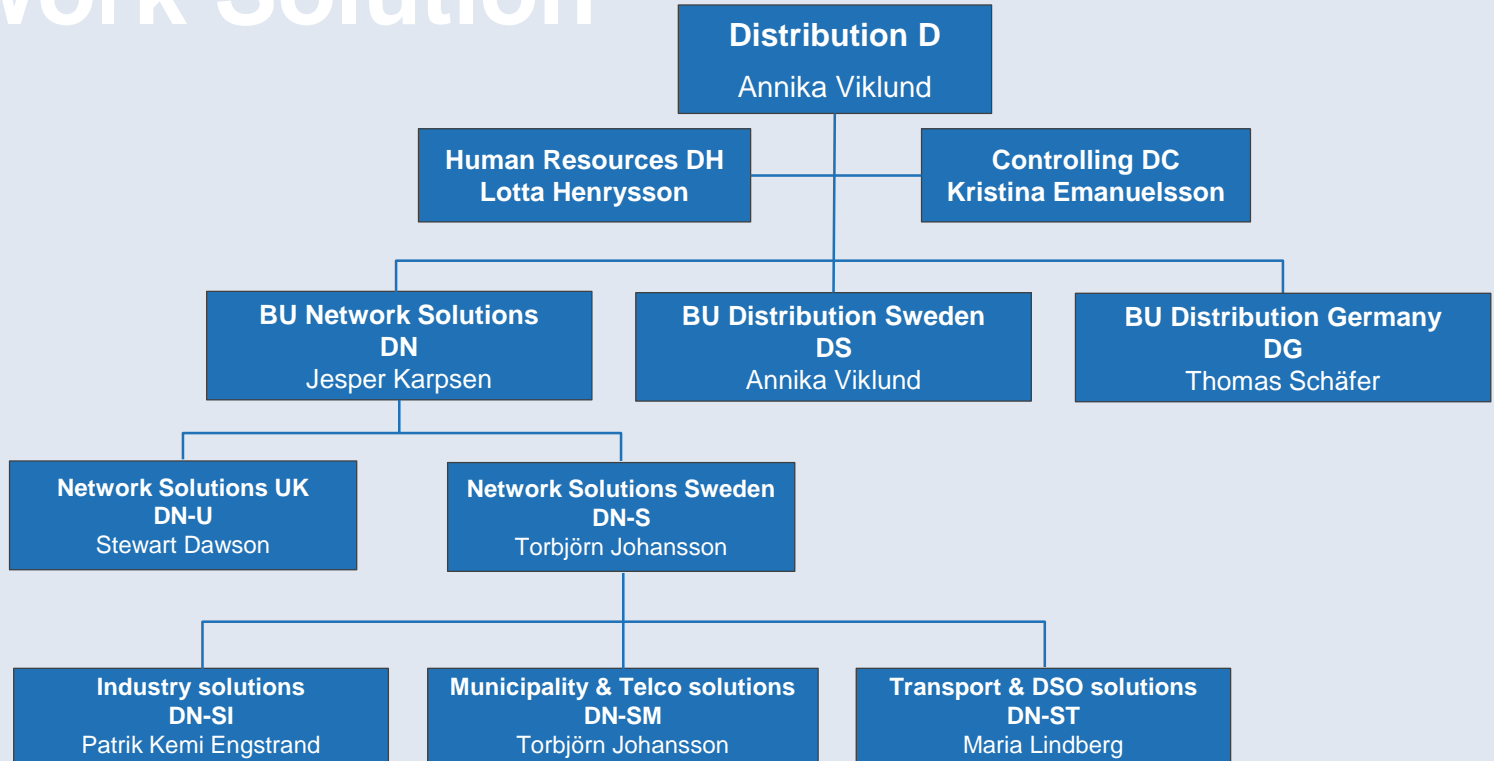 work Solution
Distribution D
Annika Viklund
Human Resources DH
Lotta Henrysson
Controlling DC
Kristina Emanuelsson
BU Network Solutions
DN
Jesper Karpsen
BU Distribution Sweden
DS
Annika Viklund
BU Distribution Germany
DG
Thomas Schäfer
Network Solutions UK
DN-U
Stewart Dawson
Network Solutions Sweden
DN-S
Torbjörn Johansson
Industry solutions
DN-SI
Patrik Kemi Engstrand
Municipality & Telco solutions
DN-SM
Torbjörn Johansson
Transport & DSO solutions
DN-ST
Maria Lindberg